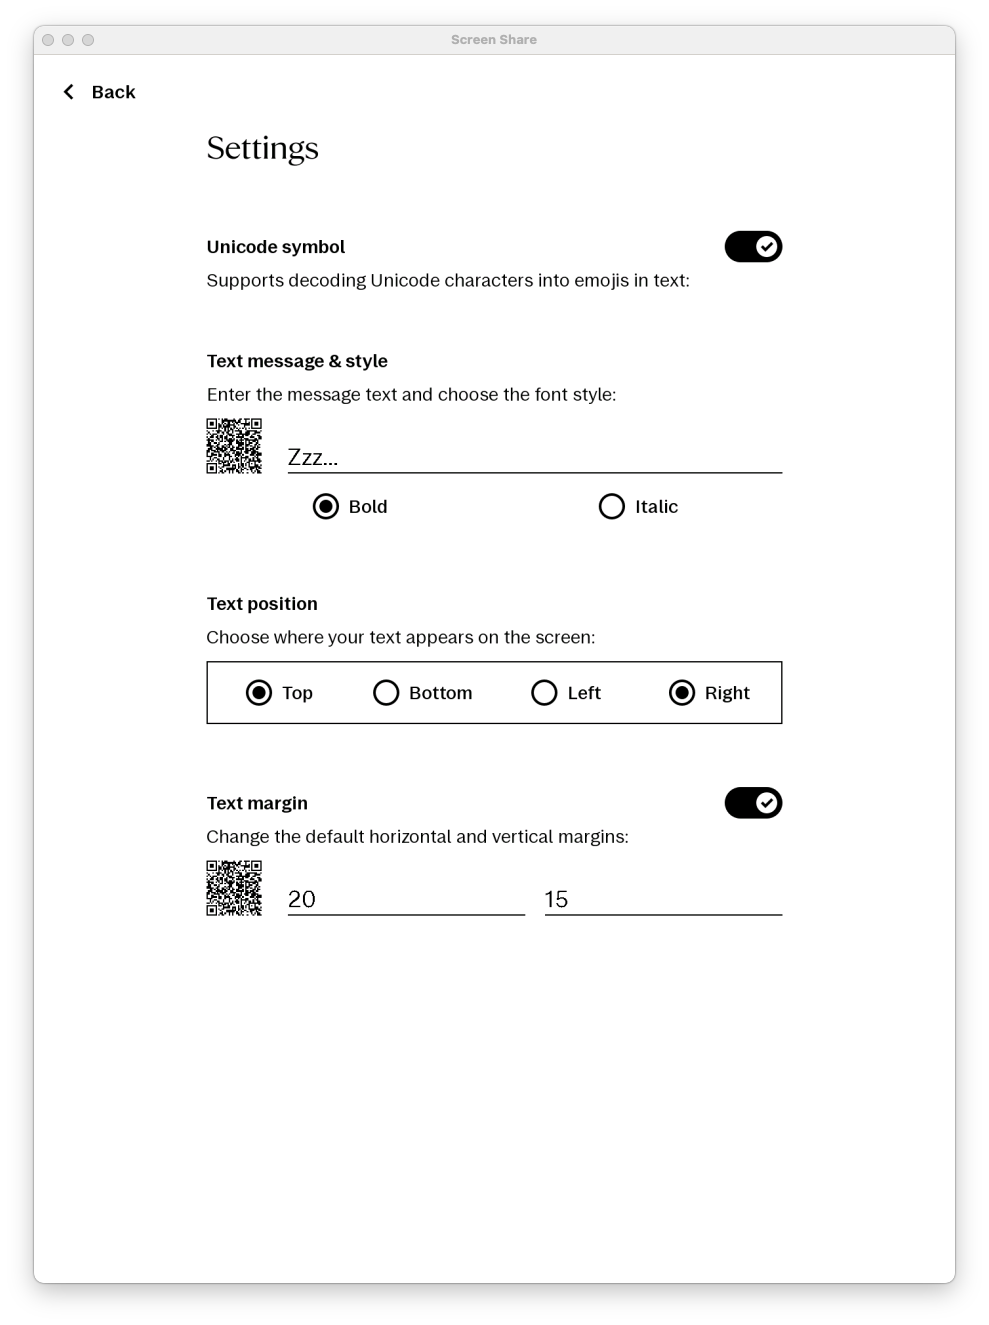 Screen Share
Back
Settings
Unicode symbol
Supports decoding Unicode characters into emojis in text:
Text message & style
Enter the message text and choose the font style:
Zzz...
Bold Italic
Text position
Choose where your text appears on the screen:
Top Bottom Left Right
Text margin
Change the default horizontal and vertical margins:
20 15